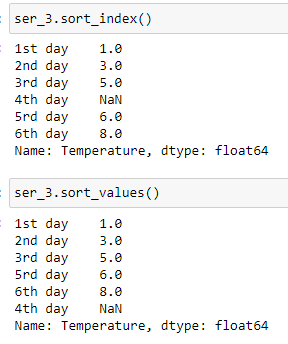 ser_3.sort_index()
1st day    1.0
2nd day    3.0
3rd day    5.0
4th day    NaN
5rd day    6.0
6th day    8.0
Name: Temperature, dtype: float64
ser_3.sort_values()
1st day    1.0
2nd day    3.0
3rd day    5.0
5rd day    6.0
6th day    8.0
4th day    NaN
Name: Temperature, dtype: float64